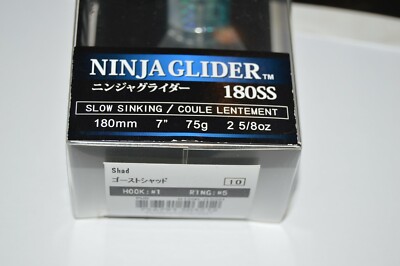 NINJAGLIDER™
ニンジャグライダー 180SS
SLOW SINKING / COULE LENTEMENT
180mm 7" 75g 2 5/8oz
Shad
ゴーストシャッド 10
HOOK:#1 RING:#5